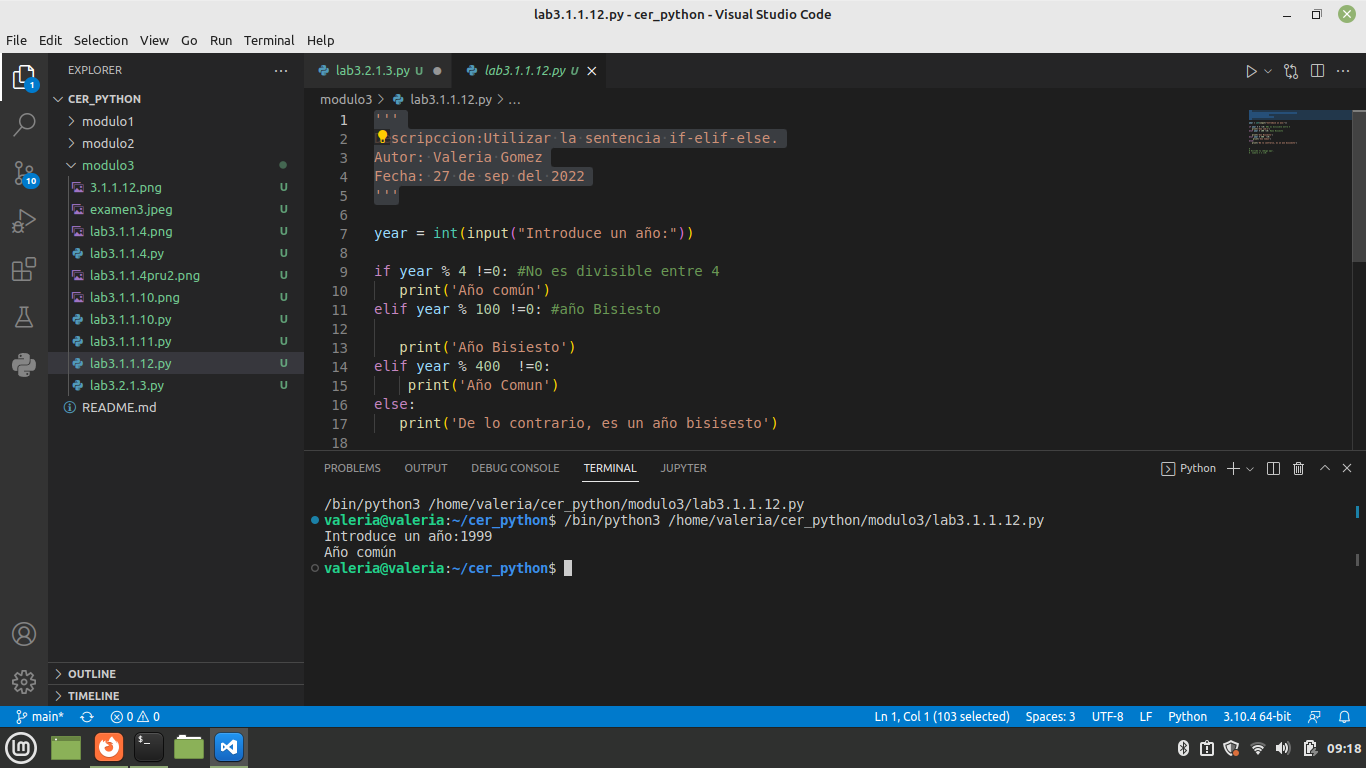 lab3.1.1.12.py - cer_python - Visual Studio Code
File Edit Selection View Go Run Terminal Help
EXPLORER
CER_PYTHON
modulo1
modulo2
modulo3
3.1.1.12.png U
examen3.jpeg U
lab3.1.1.4.png U
lab3.1.1.4.py U
lab3.1.1.4pru2.png U
lab3.1.1.10.png U
lab3.1.1.10.py U
lab3.1.1.11.py U
lab3.1.1.12.py U
lab3.2.1.3.py U
README.md
OUTLINE
TIMELINE
1
10
lab3.2.1.3.py U
lab3.1.1.12.py U
modulo3 > lab3.1.1.12.py > ...
1 '''
2 scripccion:Utilizar la sentencia if-elif-else.
3 Autor: Valeria Gomez
4 Fecha: 27 de sep del 2022
5 '''
6
7 year = int(input("Introduce un año:"))
8
9 if year % 4 !=0: #No es divisible entre 4
10 print('Año común')
11 elif year % 100 !=0: #año Bisiesto
12
13 print('Año Bisiesto')
14 elif year % 400  !=0:
15 print('Año Comun')
16 else:
17 print('De lo contrario, es un año bisisesto')
18
PROBLEMS OUTPUT DEBUG CONSOLE TERMINAL JUPYTER
Python
/bin/python3 /home/valeria/cer_python/modulo3/lab3.1.1.12.py
valeria@valeria:~/cer_python$ /bin/python3 /home/valeria/cer_python/modulo3/lab3.1.1.12.py
Introduce un año:1999
Año común
valeria@valeria:~/cer_python$
main* 0 0 Ln 1, Col 1 (103 selected) Spaces: 3 UTF-8 LF Python 3.10.4 64-bit
09:18